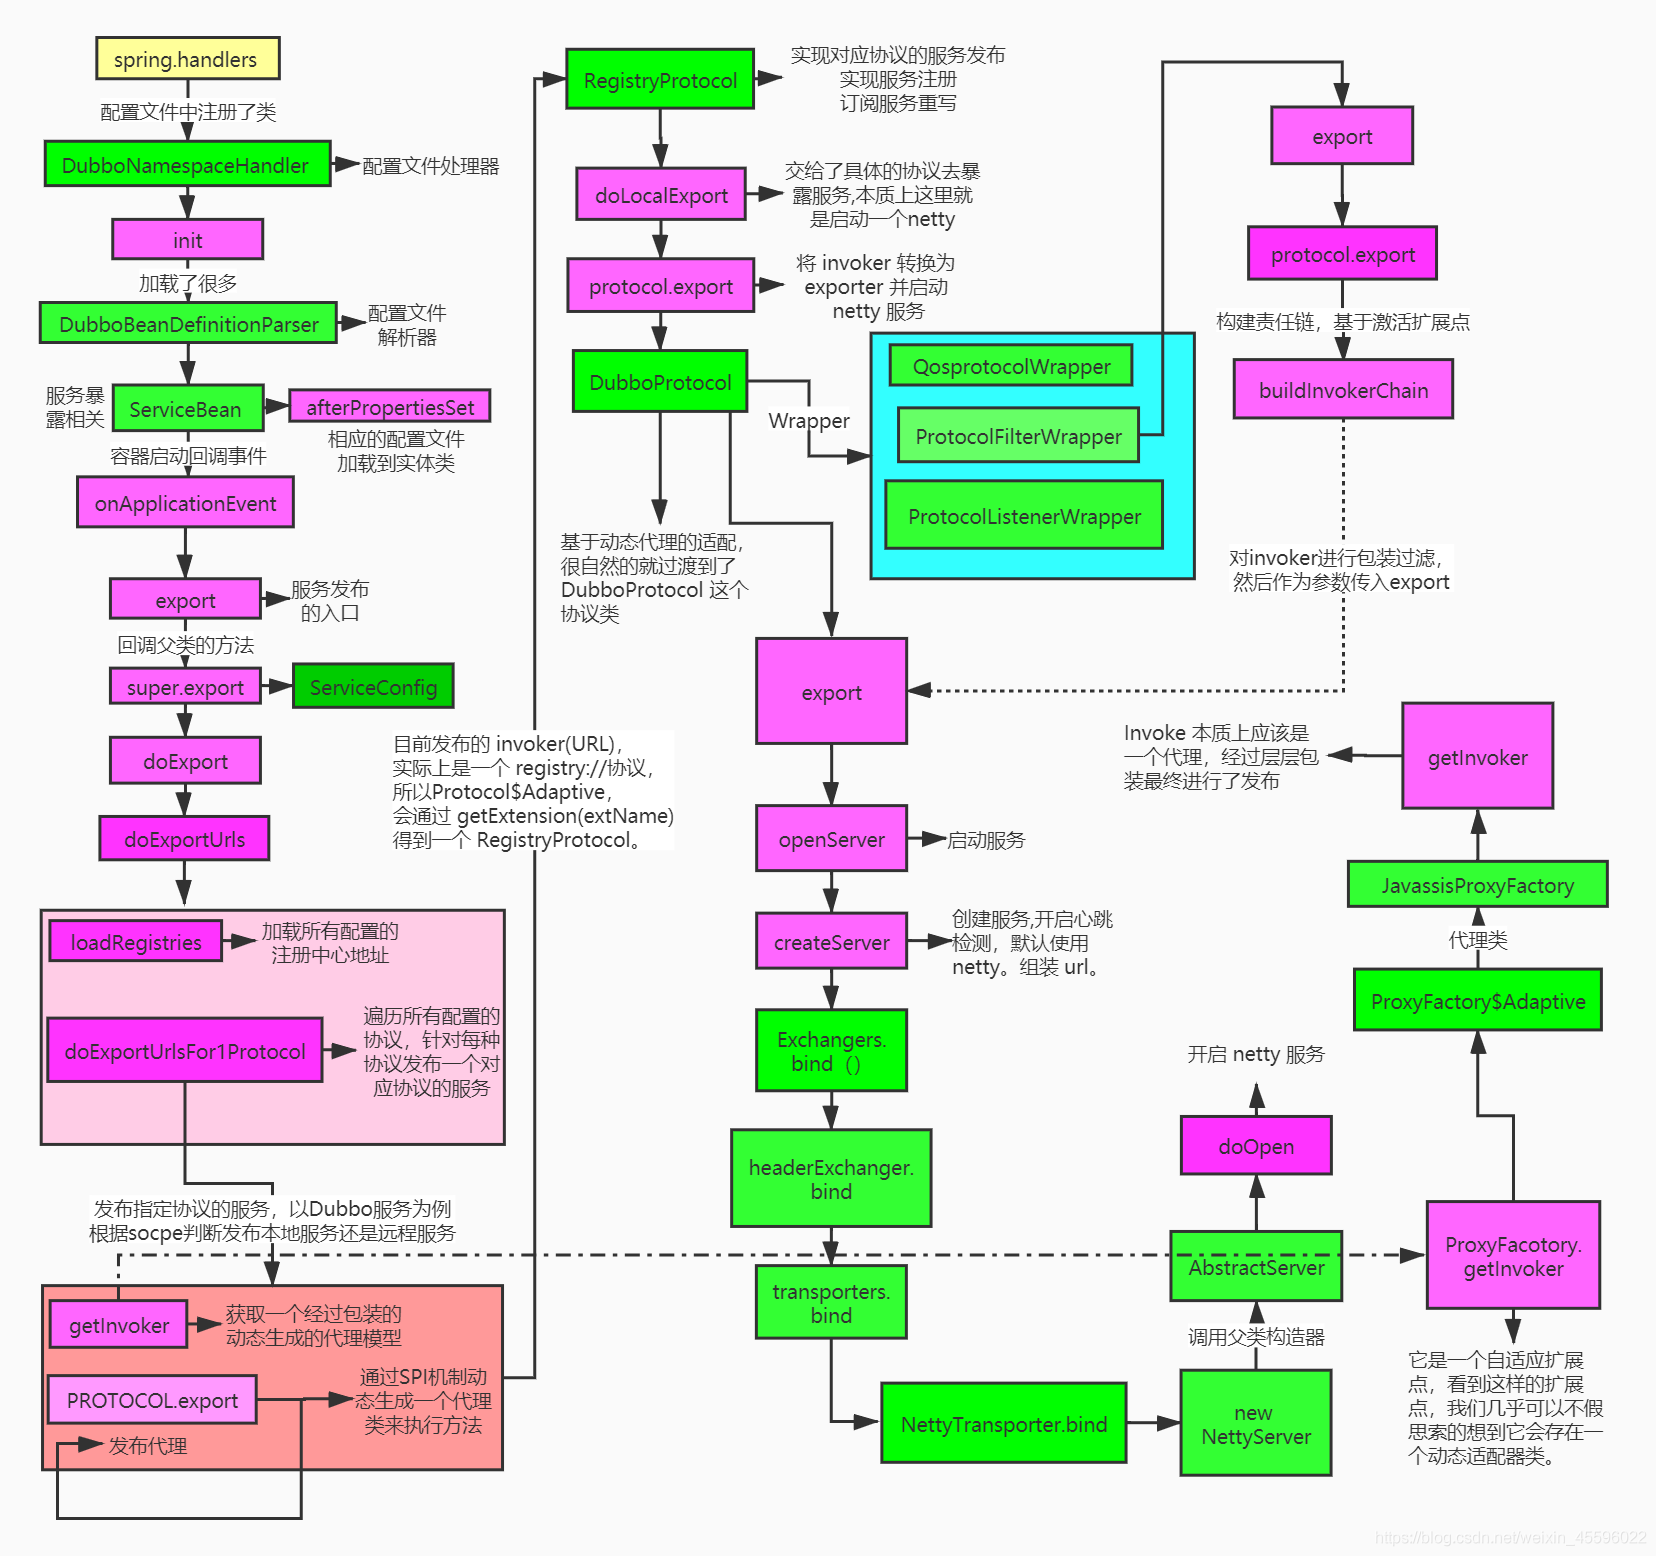 spring.handlers
配置文件中注册了类
DubboNamespaceHandler
配置文件处理器
init
加载了很多
DubboBeanDefinitionParser
配置文件
解析器
服务暴
露相关
ServiceBean
afterPropertiesSet
相应的配置文件
加载到实体类
容器启动回调事件
onApplicationEvent
export
服务发布
的入口
回调父类的方法
super.export
ServiceConfig
doExport
doExportUrls
loadRegistries
加载所有配置的
注册中心地址
doExportUrlsFor1Protocol
遍历所有配置的
协议，针对每种
协议发布一个对
应协议的服务
发布指定协议的服务，以Dubbo服务为例
根据socpe判断发布本地服务还是远程服务
getInvoker
获取一个经过包装的
动态生成的代理模型
PROTOCOL.export
通过SPI机制动
态生成一个代理
类来执行方法
发布代理
目前发布的 invoker(URL)，
实际上是一个 registry://协议，
所以Protocol$Adaptive，
会通过 getExtension(extName)
得到一个 RegistryProtocol。
RegistryProtocol
实现对应协议的服务发布
实现服务注册
订阅服务重写
doLocalExport
交给了具体的协议去暴
露服务,本质上这里就
是启动一个netty
protocol.export
将 invoker 转换为
exporter 并启动
netty 服务
DubboProtocol
Wrapper
基于动态代理的适配，
很自然的就过渡到了
DubboProtocol 这个
协议类
QosprotocolWrapper
ProtocolFilterWrapper
ProtocolListenerWrapper
export
protocol.export
构建责任链，基于激活扩展点
buildInvokerChain
对invoker进行包装过滤，
然后作为参数传入export
export
openServer
启动服务
createServer
创建服务,开启心跳
检测，默认使用
netty。组装 url。
Exchangers.
bind（）
headerExchanger.
bind
transporters.
bind
NettyTransporter.bind
new
NettyServer
调用父类构造器
AbstractServer
doOpen
开启 netty 服务
Invoke 本质上应该是
一个代理，经过层层包
装最终进行了发布
getInvoker
JavassisProxyFactory
代理类
ProxyFactory$Adaptive
ProxyFacotory.
getInvoker
它是一个自适应扩展
点，看到这样的扩展
点，我们几乎可以不假
思索的想到它会存在一
个动态适配器类。
https://blog.csdn.net/weixin_45596022